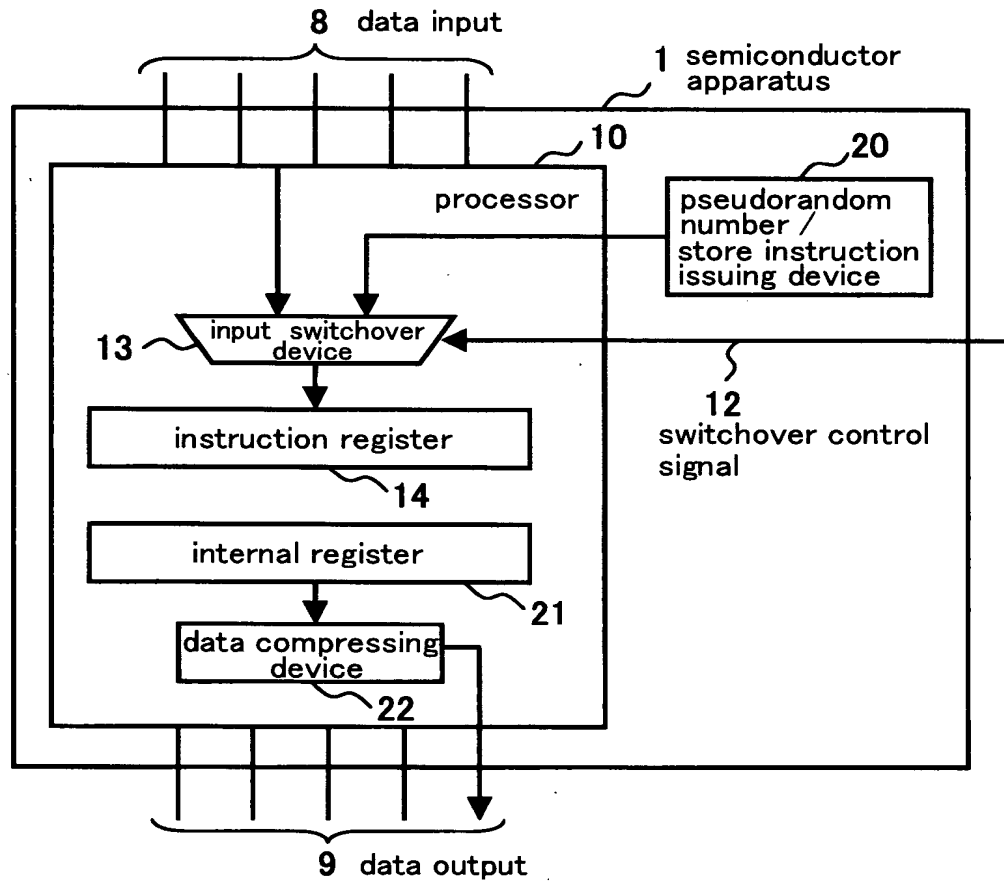 8 data input
1 semiconductor
apparatus
10
20
processor
pseudorandom
number /
store instruction
issuing device
13
input switchover
device
12
switchover control
signal
instruction register
14
internal register
21
data compressing
device
22
9 data output